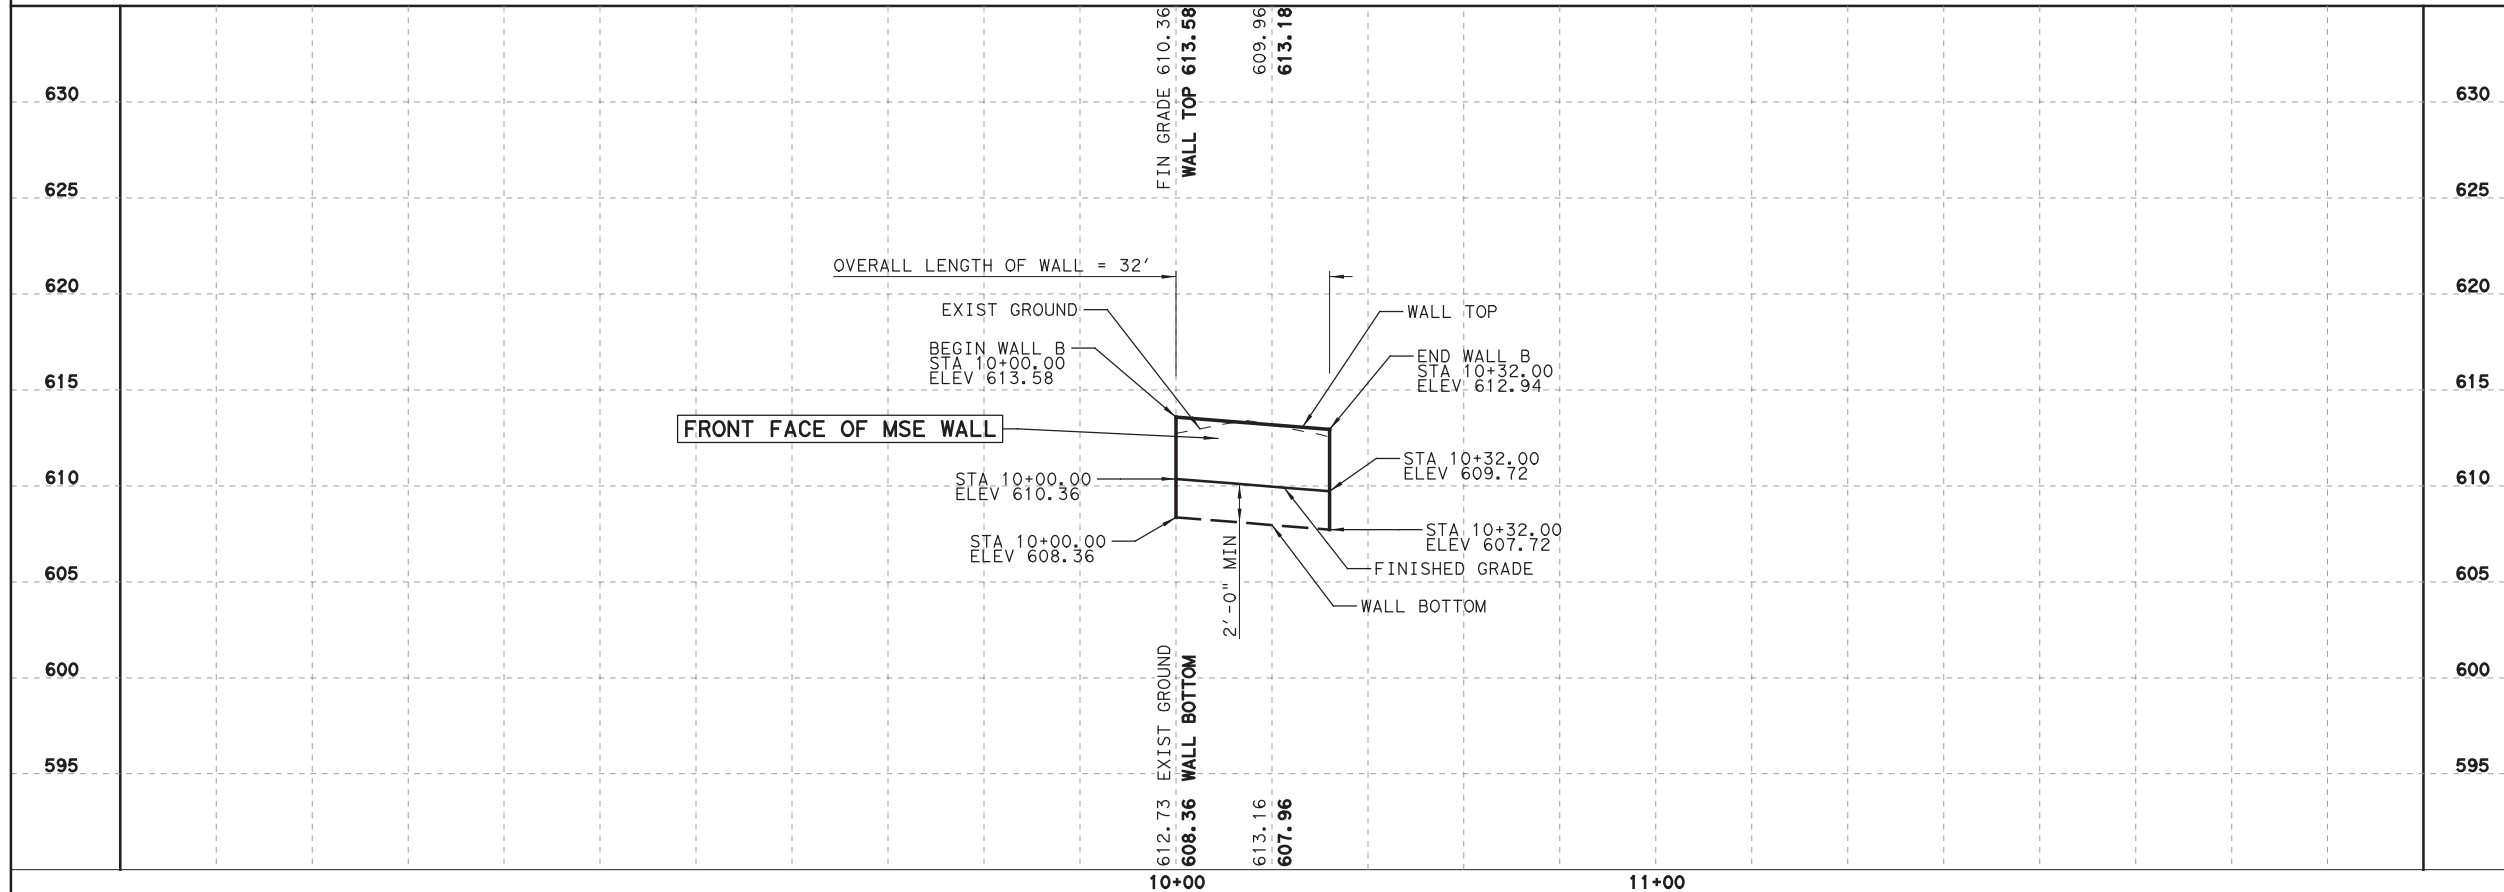 FIN GRADE 610.36
WALL TOP 613.58
609.96
613.18
630
630
625
625
OVERALL LENGTH OF WALL = 32'
620
620
EXIST GROUND
WALL TOP
BEGIN WALL B
STA 10+00.00
ELEV 613.58
END WALL B
STA 10+32.00
ELEV 612.94
615
615
FRONT FACE OF MSE WALL
STA 10+32.00
ELEV 609.72
610
STA 10+00.00
ELEV 610.36
610
STA 10+32.00
ELEV 607.72
STA 10+00.00
ELEV 608.36
2'-0" MIN
FINISHED GRADE
605
605
WALL BOTTOM
600
600
595
595
612.73 EXIST GROUND
608.36 WALL BOTTOM
613.16
607.96
10+00
11+00